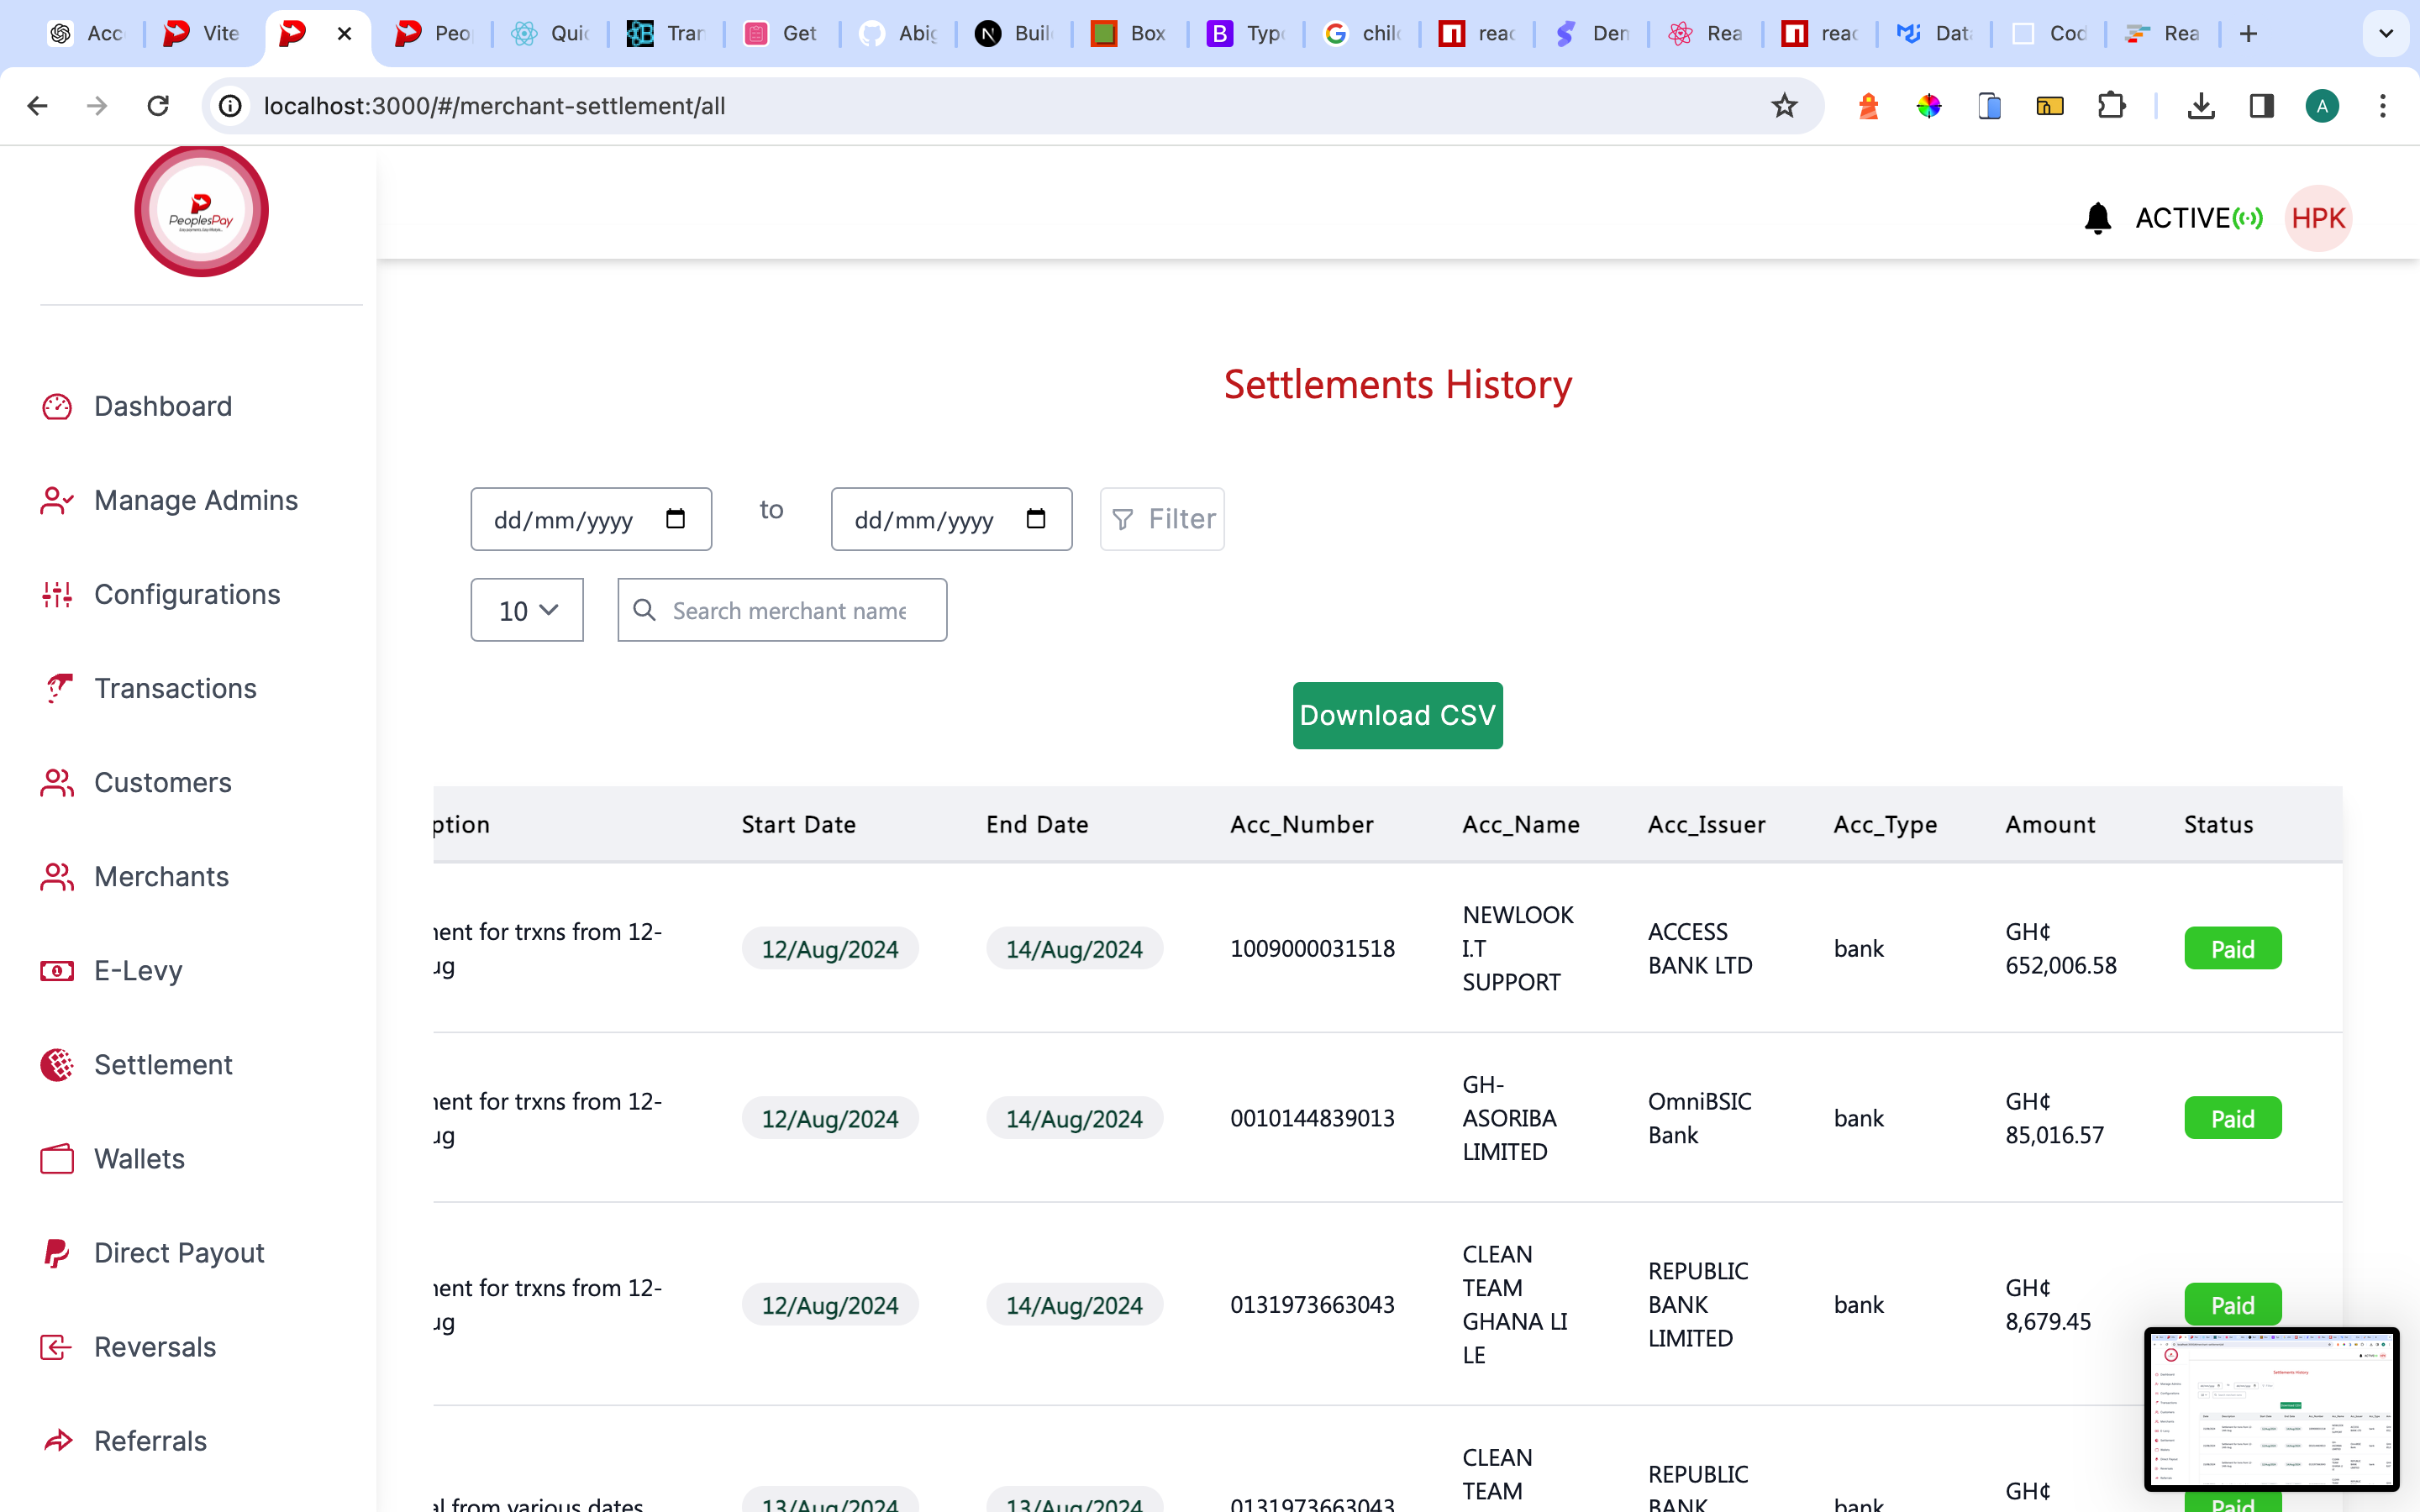 Acc
Vite
Peo
Quic
Tran
Get
Abig
Buil
Box
Typo
chil
reac
Den
Rea
reac
Dat
Cod
Rea
localhost:3000/#/merchant-settlement/all
A
PeoplesPay
ACTIVE
HPK
Dashboard
Manage Admins
Configurations
Transactions
Customers
Merchants
E-Levy
Settlement
Wallets
Direct Payout
Reversals
Referrals
Settlements History
dd/mm/yyyy to dd/mm/yyyy Filter
10 Search merchant name
Download CSV
ption Start Date End Date Acc_Number Acc_Name Acc_Issuer Acc_Type Amount Status
nent for trxns from 12-
ug
12/Aug/2024
14/Aug/2024
1009000031518
NEWLOOK
I.T
SUPPORT
ACCESS
BANK LTD
bank
GH¢
652,006.58
Paid
nent for trxns from 12-
ug
12/Aug/2024
14/Aug/2024
0010144839013
GH-
ASORIBA
LIMITED
OmniBSIC
Bank
bank
GH¢
85,016.57
Paid
nent for trxns from 12-
ug
12/Aug/2024
14/Aug/2024
0131973663043
CLEAN
TEAM
GHANA LI
LE
REPUBLIC
BANK
LIMITED
bank
GH¢
8,679.45
Paid
al from various dates
13/Aug/2024
13/Aug/2024
0131973663043
CLEAN
TEAM
REPUBLIC
BANK
bank
GH¢
Paid